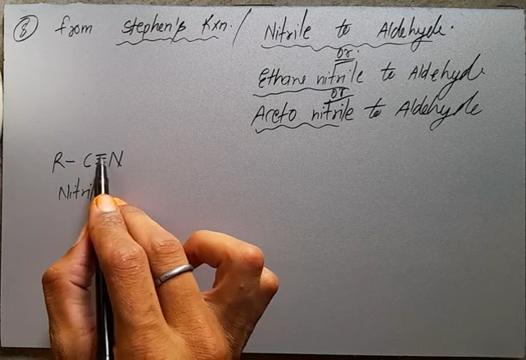 ⑧ from Stephen's Rxn. / Nitrile to Aldehyde.
or
Ethane nitrile to Aldehyde
or
Aceto nitrile to Aldehyde
R- C≡N
Nitri